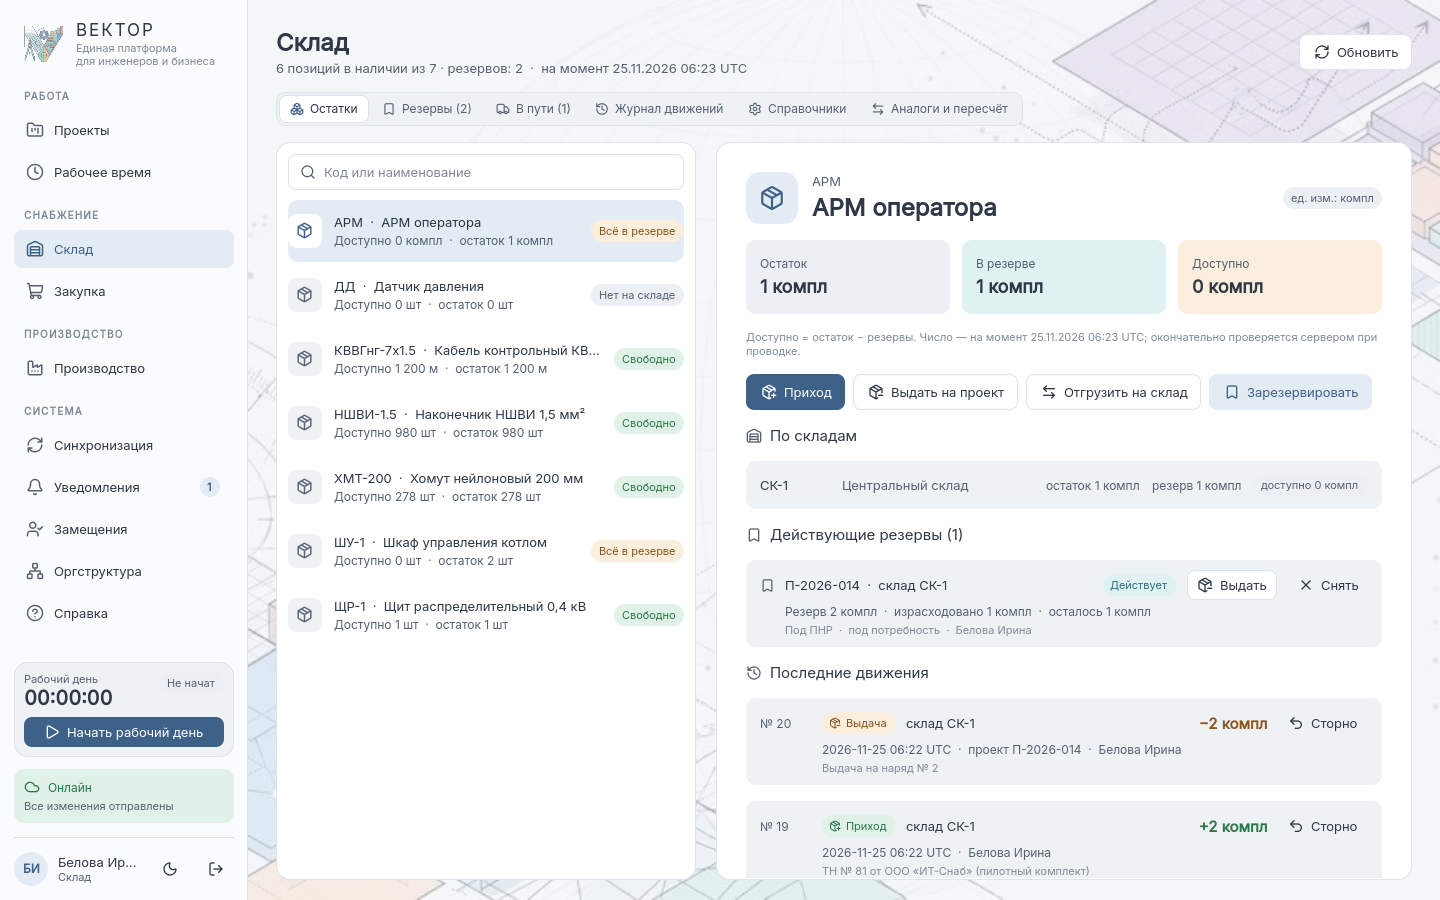 ВЕКТОР
Единая платформа
для инженеров и бизнеса
РАБОТА
Проекты
Рабочее время
СНАБЖЕНИЕ
Склад
Закупка
ПРОИЗВОДСТВО
Производство
СИСТЕМА
Синхронизация
Уведомления 1
Замещения
Оргструктура
Справка
Рабочий день
Не начат
00:00:00
Начать рабочий день
Онлайн
Все изменения отправлены
БИ
Белова Ир...
Склад
Склад
6 позиций в наличии из 7 · резервов: 2 · на момент 25.11.2026 06:23 UTC
Обновить
Остатки Резервы (2) В пути (1) Журнал движений Справочники Аналоги и пересчёт
Код или наименование
АРМ · АРМ оператора
Доступно 0 компл · остаток 1 компл
Всё в резерве
ДД · Датчик давления
Доступно 0 шт · остаток 0 шт
Нет на складе
КВВГнг-7х1.5 · Кабель контрольный КВ...
Доступно 1 200 м · остаток 1 200 м
Свободно
НШВИ-1.5 · Наконечник НШВИ 1,5 мм²
Доступно 980 шт · остаток 980 шт
Свободно
ХМТ-200 · Хомут нейлоновый 200 мм
Доступно 278 шт · остаток 278 шт
Свободно
ШУ-1 · Шкаф управления котлом
Доступно 0 шт · остаток 2 шт
Всё в резерве
ЩР-1 · Щит распределительный 0,4 кВ
Доступно 1 шт · остаток 1 шт
Свободно
АРМ
АРМ оператора
ед. изм.: компл
Остаток
1 компл
В резерве
1 компл
Доступно
0 компл
Доступно = остаток − резервы. Число — на момент 25.11.2026 06:23 UTC; окончательно проверяется сервером при
проводке.
Приход Выдать на проект Отгрузить на склад Зарезервировать
По складам
СК-1 Центральный склад остаток 1 компл резерв 1 компл доступно 0 компл
Действующие резервы (1)
П-2026-014 · склад СК-1 Действует Выдать Снять
Резерв 2 компл · израсходовано 1 компл · осталось 1 компл
Под ПНР · под потребность · Белова Ирина
Последние движения
№ 20 Выдача склад СК-1 −2 компл Сторно
2026-11-25 06:22 UTC · проект П-2026-014 · Белова Ирина
Выдача на наряд № 2
№ 19 Приход склад СК-1 +2 компл Сторно
2026-11-25 06:22 UTC · Белова Ирина
ТН № 81 от ООО «ИТ-Снаб» (пилотный комплект)